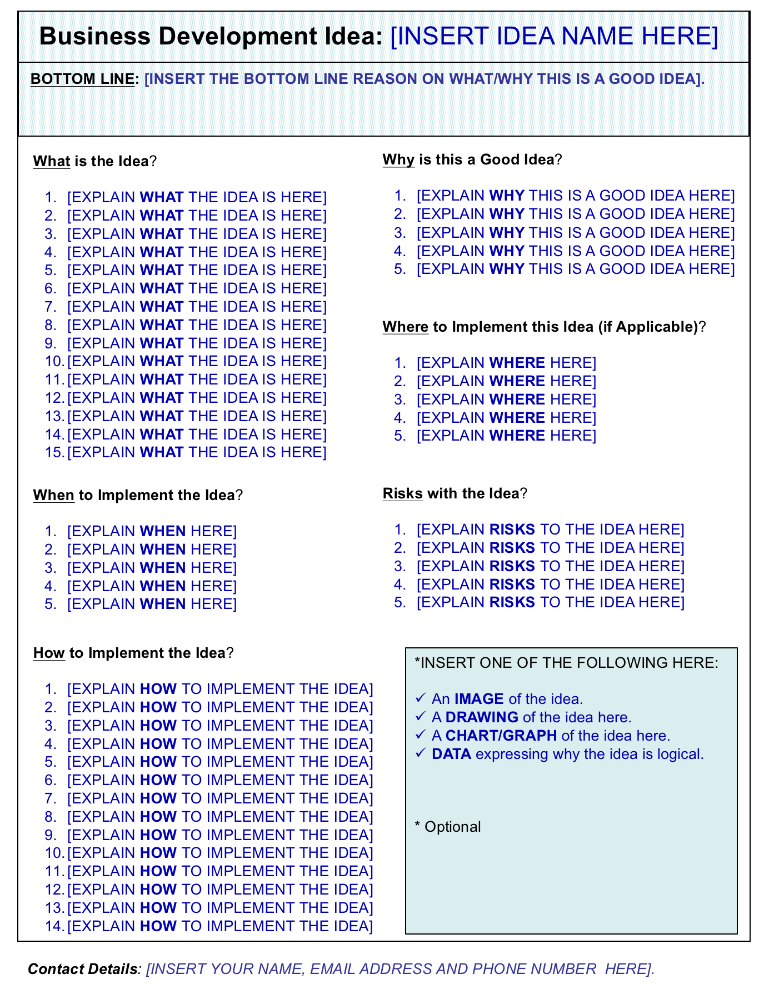 Business Development Idea: [INSERT IDEA NAME HERE]
BOTTOM LINE: [INSERT THE BOTTOM LINE REASON ON WHAT/WHY THIS IS A GOOD IDEA].
What is the Idea?
1. [EXPLAIN WHAT THE IDEA IS HERE]
2. [EXPLAIN WHAT THE IDEA IS HERE]
3. [EXPLAIN WHAT THE IDEA IS HERE]
4. [EXPLAIN WHAT THE IDEA IS HERE]
5. [EXPLAIN WHAT THE IDEA IS HERE]
6. [EXPLAIN WHAT THE IDEA IS HERE]
7. [EXPLAIN WHAT THE IDEA IS HERE]
8. [EXPLAIN WHAT THE IDEA IS HERE]
9. [EXPLAIN WHAT THE IDEA IS HERE]
10. [EXPLAIN WHAT THE IDEA IS HERE]
11. [EXPLAIN WHAT THE IDEA IS HERE]
12. [EXPLAIN WHAT THE IDEA IS HERE]
13. [EXPLAIN WHAT THE IDEA IS HERE]
14. [EXPLAIN WHAT THE IDEA IS HERE]
15. [EXPLAIN WHAT THE IDEA IS HERE]
When to Implement the Idea?
1. [EXPLAIN WHEN HERE]
2. [EXPLAIN WHEN HERE]
3. [EXPLAIN WHEN HERE]
4. [EXPLAIN WHEN HERE]
5. [EXPLAIN WHEN HERE]
How to Implement the Idea?
1. [EXPLAIN HOW TO IMPLEMENT THE IDEA]
2. [EXPLAIN HOW TO IMPLEMENT THE IDEA]
3. [EXPLAIN HOW TO IMPLEMENT THE IDEA]
4. [EXPLAIN HOW TO IMPLEMENT THE IDEA]
5. [EXPLAIN HOW TO IMPLEMENT THE IDEA]
6. [EXPLAIN HOW TO IMPLEMENT THE IDEA]
7. [EXPLAIN HOW TO IMPLEMENT THE IDEA]
8. [EXPLAIN HOW TO IMPLEMENT THE IDEA]
9. [EXPLAIN HOW TO IMPLEMENT THE IDEA]
10. [EXPLAIN HOW TO IMPLEMENT THE IDEA]
11. [EXPLAIN HOW TO IMPLEMENT THE IDEA]
12. [EXPLAIN HOW TO IMPLEMENT THE IDEA]
13. [EXPLAIN HOW TO IMPLEMENT THE IDEA]
14. [EXPLAIN HOW TO IMPLEMENT THE IDEA]
Why is this a Good Idea?
1. [EXPLAIN WHY THIS IS A GOOD IDEA HERE]
2. [EXPLAIN WHY THIS IS A GOOD IDEA HERE]
3. [EXPLAIN WHY THIS IS A GOOD IDEA HERE]
4. [EXPLAIN WHY THIS IS A GOOD IDEA HERE]
5. [EXPLAIN WHY THIS IS A GOOD IDEA HERE]
Where to Implement this Idea (if Applicable)?
1. [EXPLAIN WHERE HERE]
2. [EXPLAIN WHERE HERE]
3. [EXPLAIN WHERE HERE]
4. [EXPLAIN WHERE HERE]
5. [EXPLAIN WHERE HERE]
Risks with the Idea?
1. [EXPLAIN RISKS TO THE IDEA HERE]
2. [EXPLAIN RISKS TO THE IDEA HERE]
3. [EXPLAIN RISKS TO THE IDEA HERE]
4. [EXPLAIN RISKS TO THE IDEA HERE]
5. [EXPLAIN RISKS TO THE IDEA HERE]
*INSERT ONE OF THE FOLLOWING HERE:
✓ An IMAGE of the idea.
✓ A DRAWING of the idea here.
✓ A CHART/GRAPH of the idea here.
✓ DATA expressing why the idea is logical.
* Optional
Contact Details: [INSERT YOUR NAME, EMAIL ADDRESS AND PHONE NUMBER HERE].